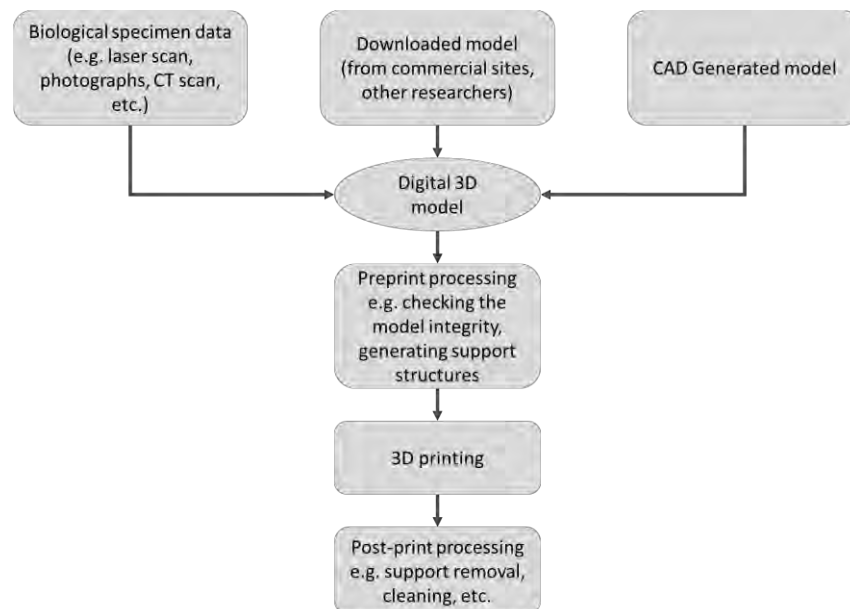 Biological specimen data
(e.g. laser scan,
photographs, CT scan,
etc.)
Downloaded model
(from commercial sites,
other researchers)
CAD Generated model
Digital 3D
model
Preprint processing
e.g. checking the
model integrity,
generating support
structures
3D printing
Post-print processing
e.g. support removal,
cleaning, etc.